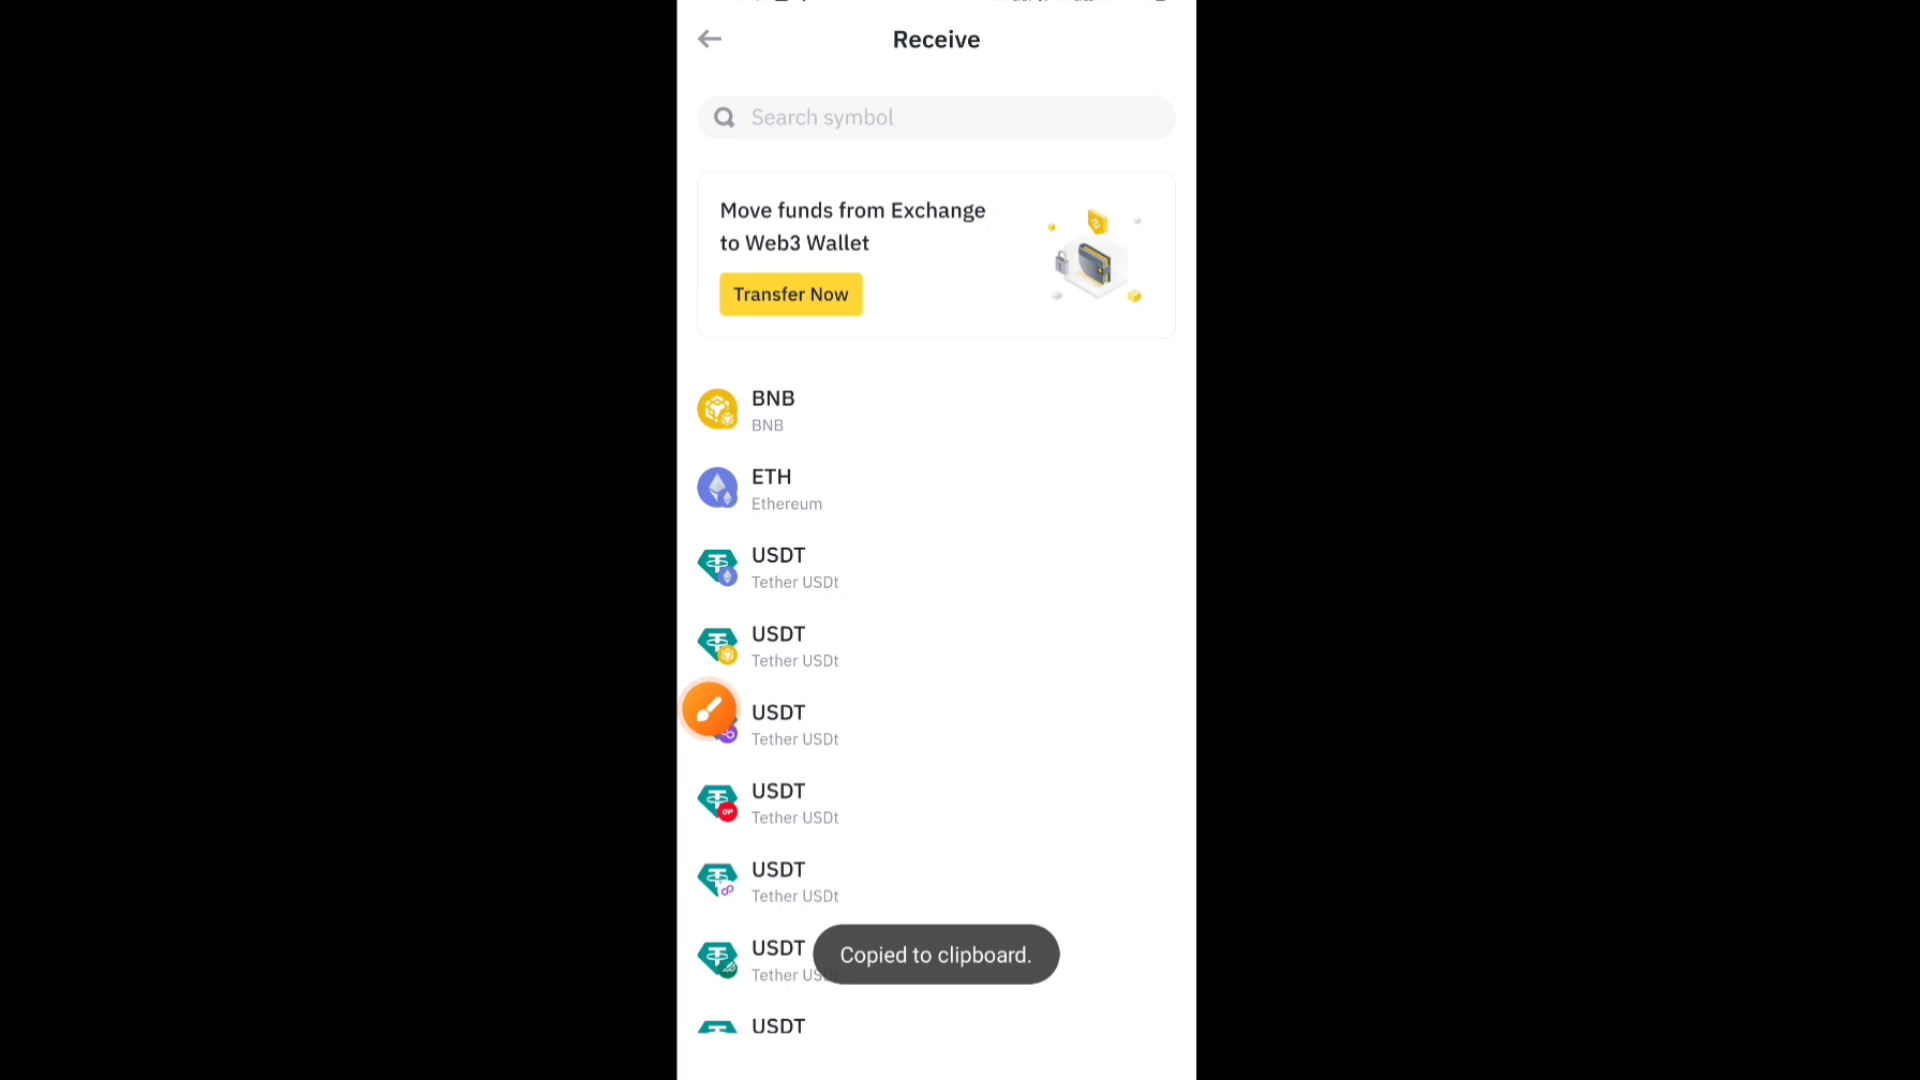 Receive
Search symbol
Move funds from Exchange
to Web3 Wallet
Transfer Now
BNB
BNB
ETH
Ethereum
USDT
Tether USDt
USDT
Tether USDt
USDT
Tether USDt
USDT
Tether USDt
USDT
Tether USDt
USDT
Tether
Copied to clipboard.
USDT